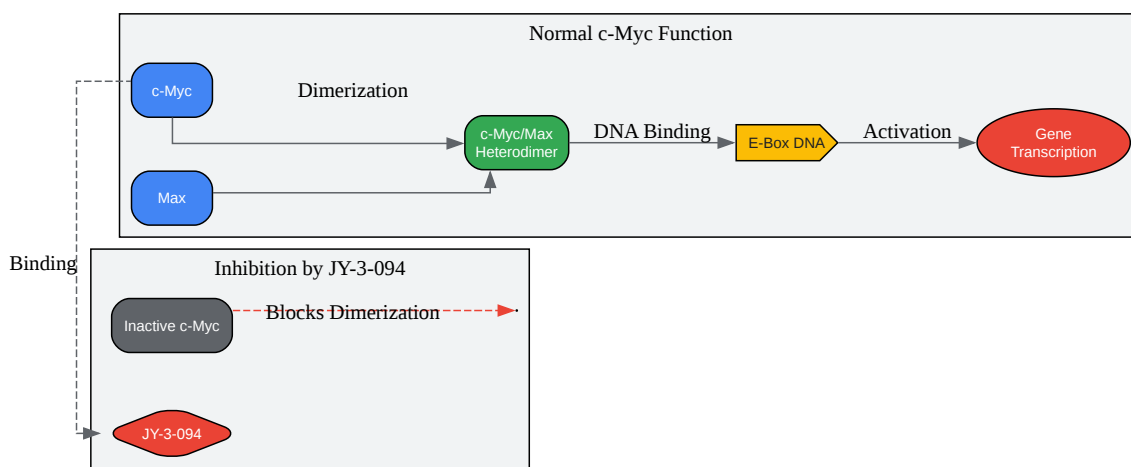 Normal c-Myc Function
c-Myc
Dimerization
c-Myc/Max
Heterodimer
DNA Binding
E-Box DNA
Activation
Gene
Transcription
Max
Binding
Inhibition by JY-3-094
Inactive c-Myc
Blocks Dimerization
JY-3-094